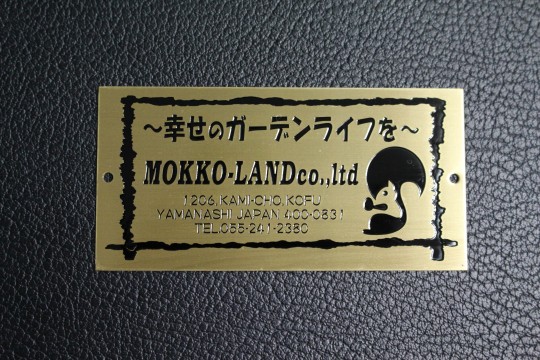 ～幸せのガーデンライフを～
MOKKO-LANDco.,ltd
1206,KAMI-CHO,KOFU
YAMANASHI JAPAN 400-0831
TEL.055-241-2380